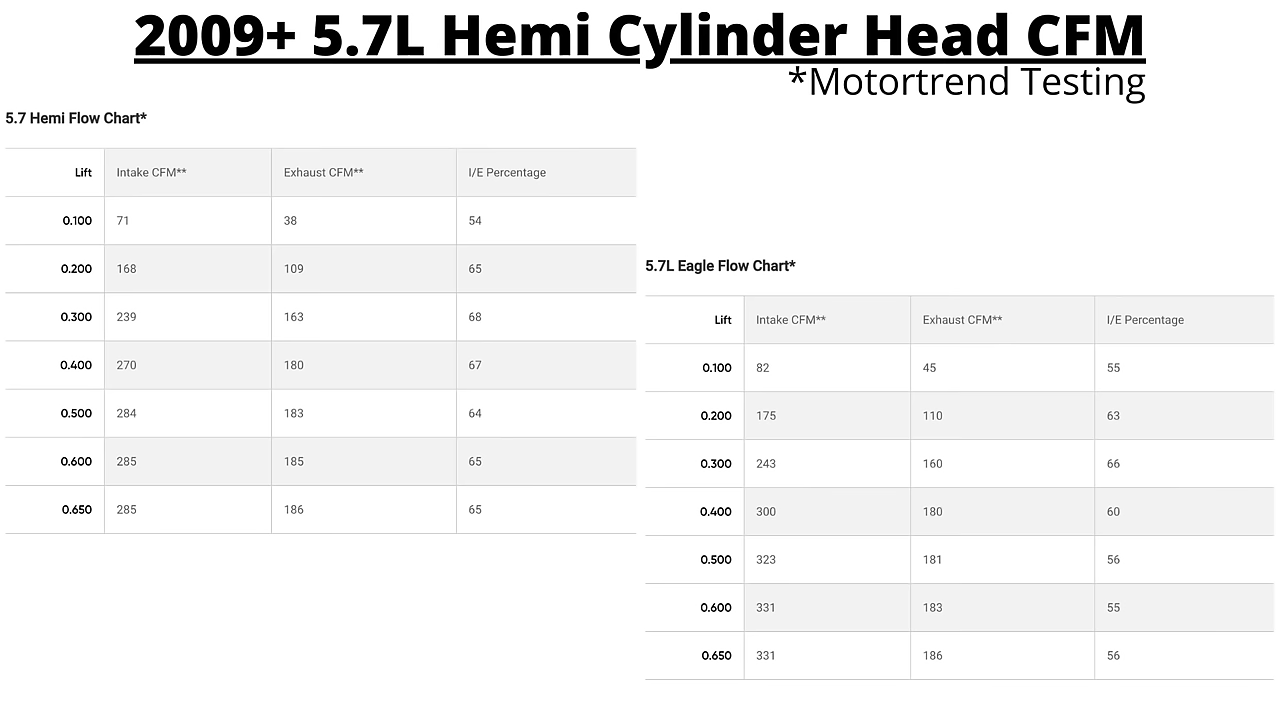 2009+ 5.7L Hemi Cylinder Head CFM
*Motortrend Testing
5.7 Hemi Flow Chart*
Lift Intake CFM** Exhaust CFM** I/E Percentage
0.100 71 38 54
0.200 168 109 65
0.300 239 163 68
0.400 270 180 67
0.500 284 183 64
0.600 285 185 65
0.650 285 186 65
5.7L Eagle Flow Chart*
Lift Intake CFM** Exhaust CFM** I/E Percentage
0.100 82 45 55
0.200 175 110 63
0.300 243 160 66
0.400 300 180 60
0.500 323 181 56
0.600 331 183 55
0.650 331 186 56